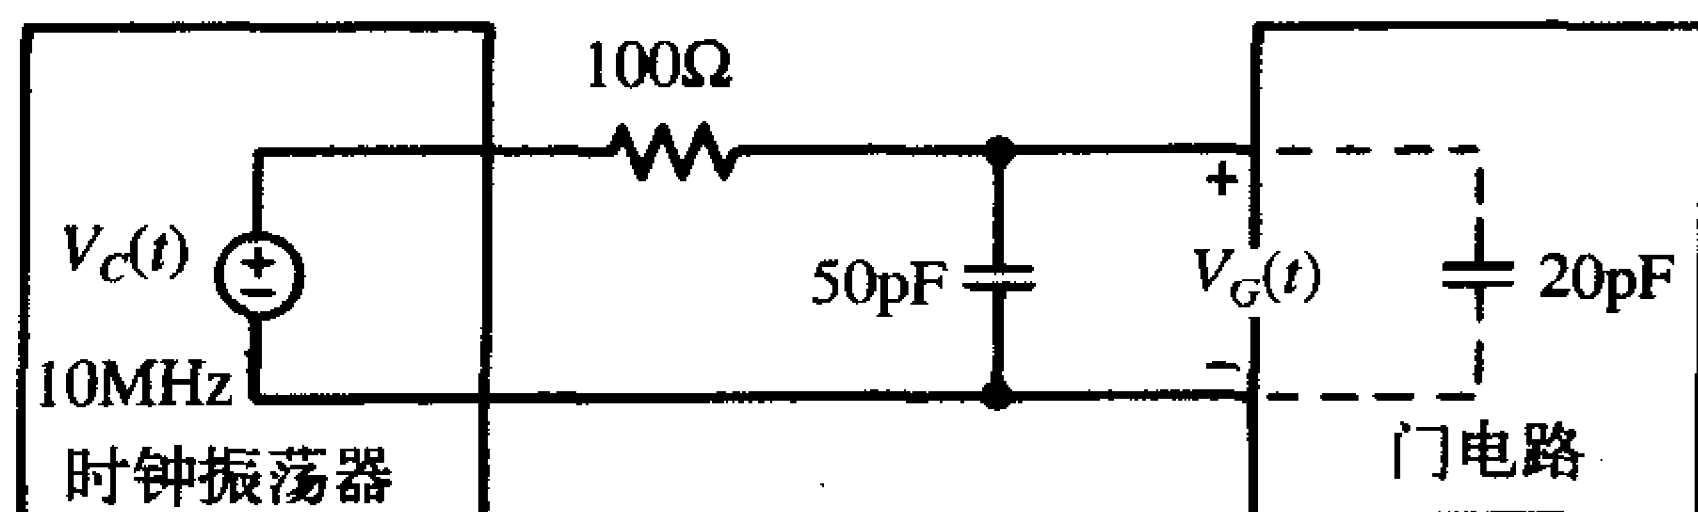 100Ω
V_C(t)
+
−
10MHz
时钟振荡器
50pF
+
V_G(t)
−
20pF
门电路